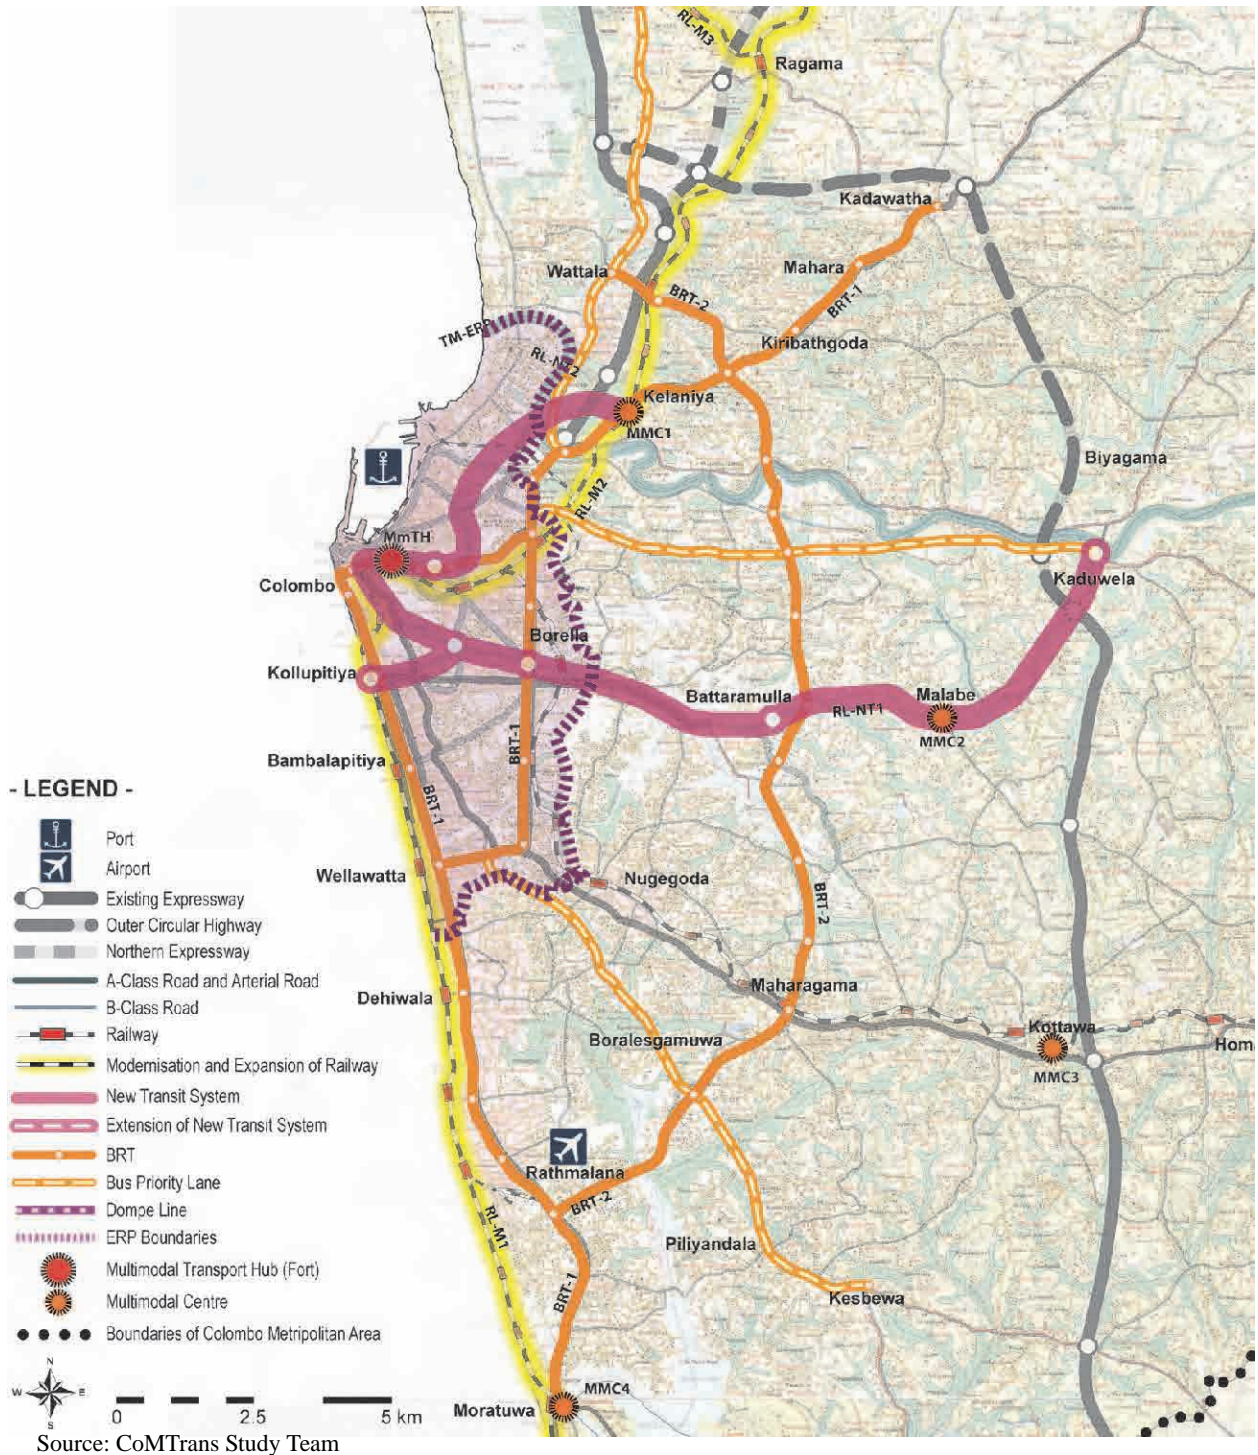 RL-M3
Ragama
Kadawatha
Wattala
Mahara
BRT-2
BRT-1
TM-ERP
Kiribathgoda
RL-NT2
Kelaniya
MMC1
Biyagama
RL-M2
MmTH
Colombo
Kaduwela
Borella
Kollupitiya
Battaramulla
Malabe
RL-NT1
MMC2
BRT-1
Bambalapitiya
BRT-1
Wellawatta
Nugegoda
BRT-2
Maharagama
Dehiwala
Boralesgamuwa
Kottawa
Homa
MMC3
Rathmalana
BRT-2
RL-M1
Piliyandala
BRT-1
Kesbewa
MMC4
Moratuwa
- LEGEND -
Port
Airport
Existing Expressway
Outer Circular Highway
Northern Expressway
A-Class Road and Arterial Road
B-Class Road
Railway
Modernisation and Expansion of Railway
New Transit System
Extension of New Transit System
BRT
Bus Priority Lane
Dompe Line
ERP Boundaries
Multimodal Transport Hub (Fort)
Multimodal Centre
Boundaries of Colombo Metripolitan Area
N
W E
S
0 2.5 5 km
Source: CoMTrans Study Team